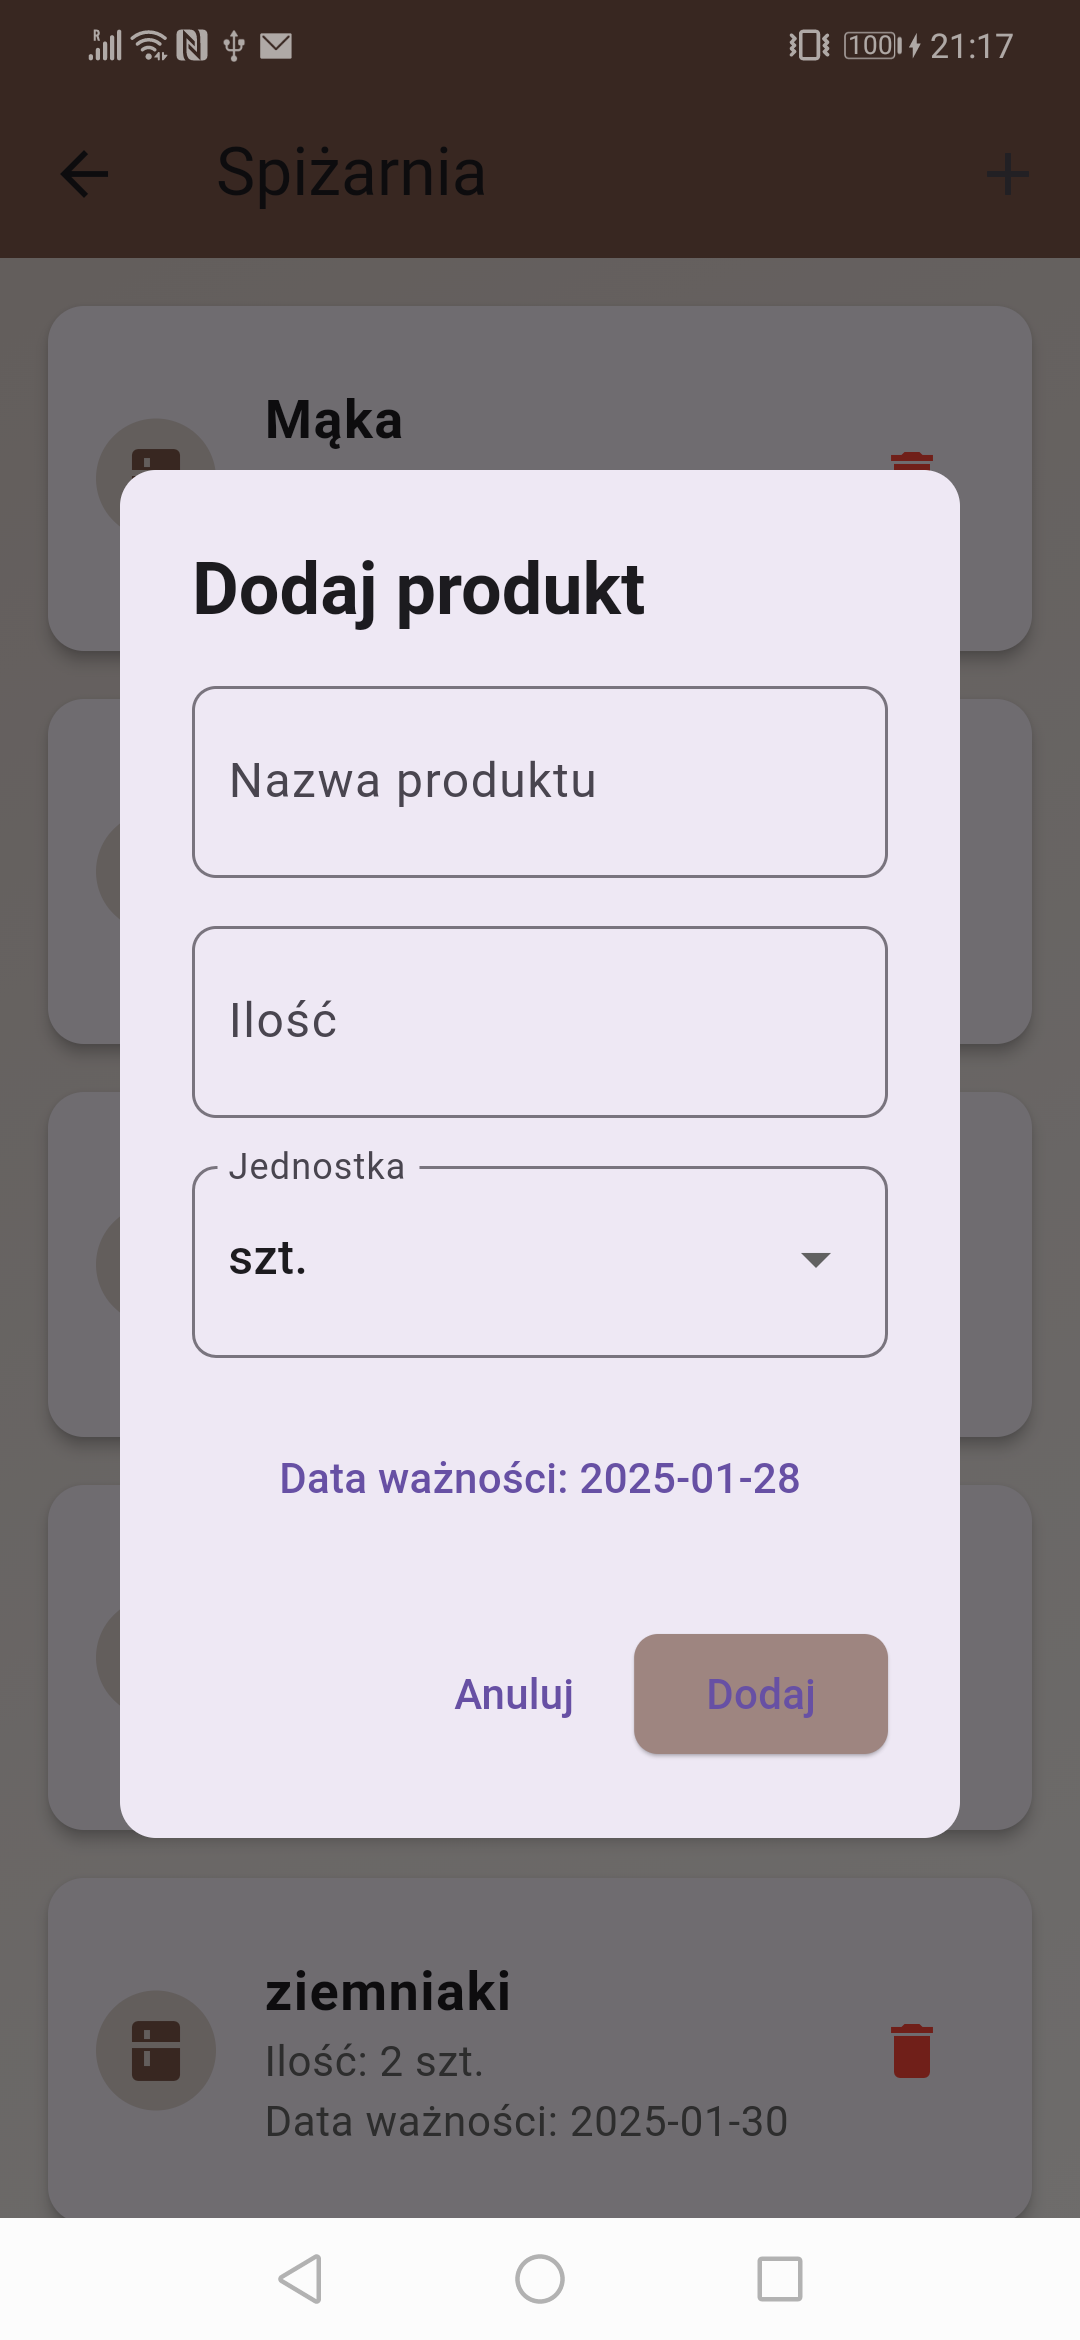 R
100
21:17
Spiżarnia
Mąka
Dodaj produkt
Nazwa produktu
Ilość
Jednostka
szt.
Data ważności: 2025-01-28
Anuluj
Dodaj
ziemniaki
Ilość: 2 szt.
Data ważności: 2025-01-30